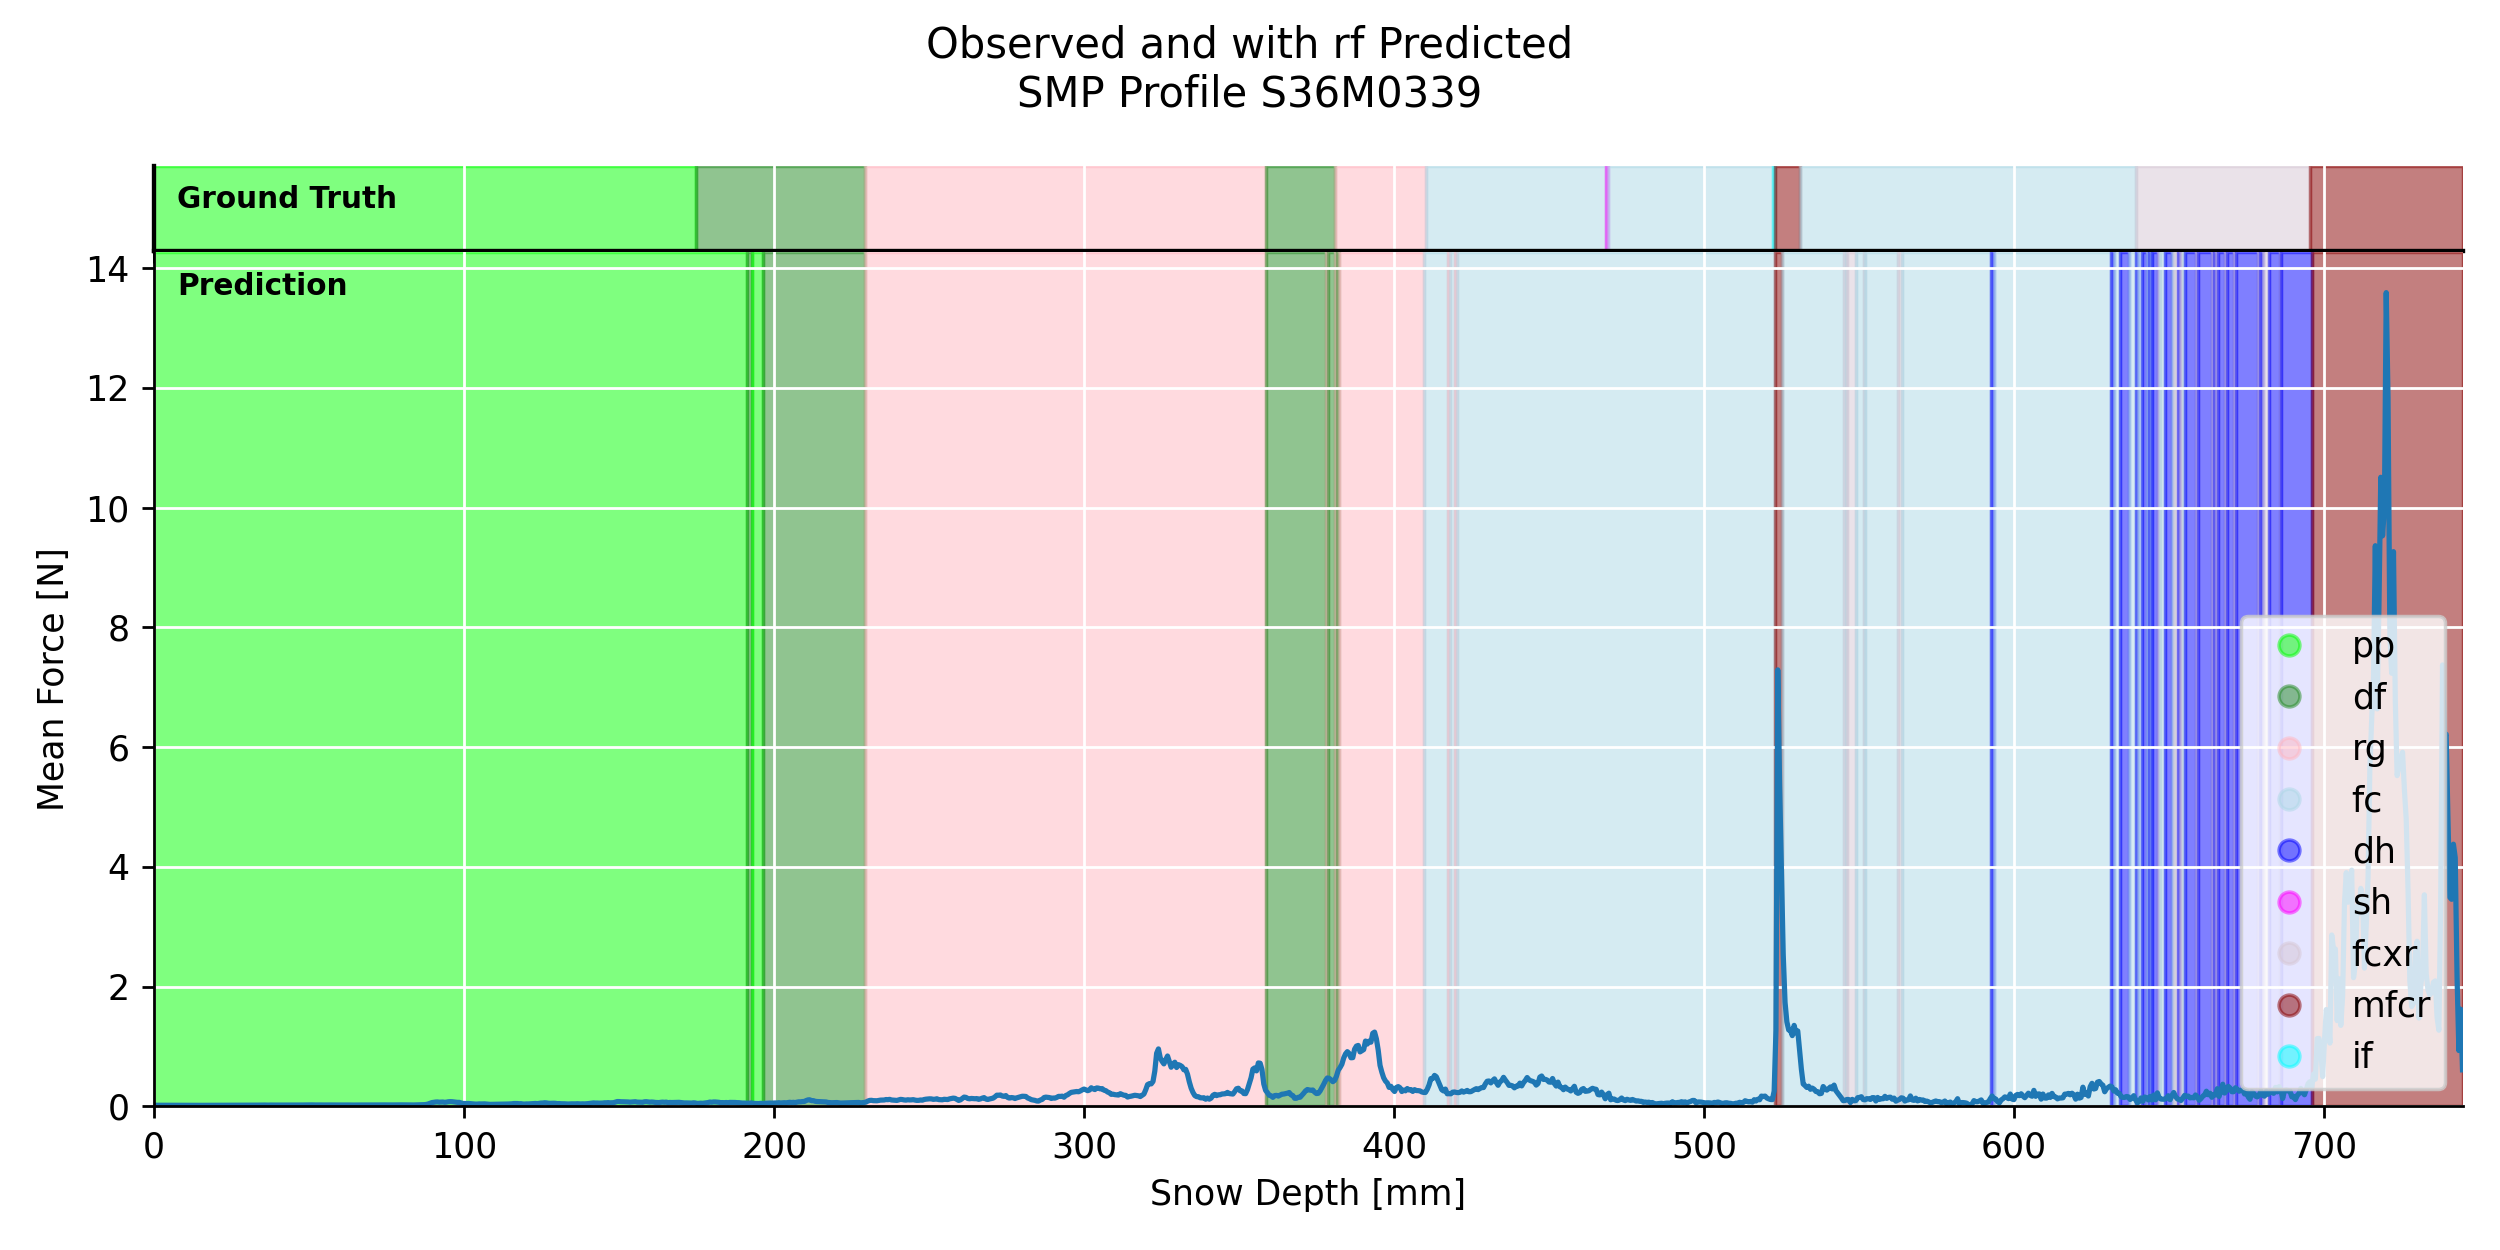 Observed and with rf Predicted
SMP Profile S36M0339
Ground Truth
Prediction
14
12
10
8
6
4
2
0
Mean Force [N]
pp
df
rg
fc
dh
sh
fcxr
mfcr
if
0 100 200 300 400 500 600 700
Snow Depth [mm]